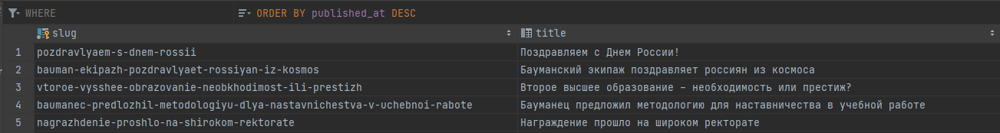 WHERE ORDER BY published_at DESC
slug title
1 pozdravlyaem-s-dnem-rossii Поздравляем с Днем России!
2 bauman-ekipazh-pozdravlyaet-rossiyan-iz-kosmos Бауманский экипаж поздравляет россиян из космоса
3 vtoroe-vysshee-obrazovanie-neobkhodimost-ili-prestizh Второе высшее образование – необходимость или престиж?
4 baumanec-predlozhil-metodologiyu-dlya-nastavnichestva-v-uchebnoi-rabote Бауманец предложил методологию для наставничества в учебной работе
5 nagrazhdenie-proshlo-na-shirokom-rektorate Награждение прошло на широком ректорате